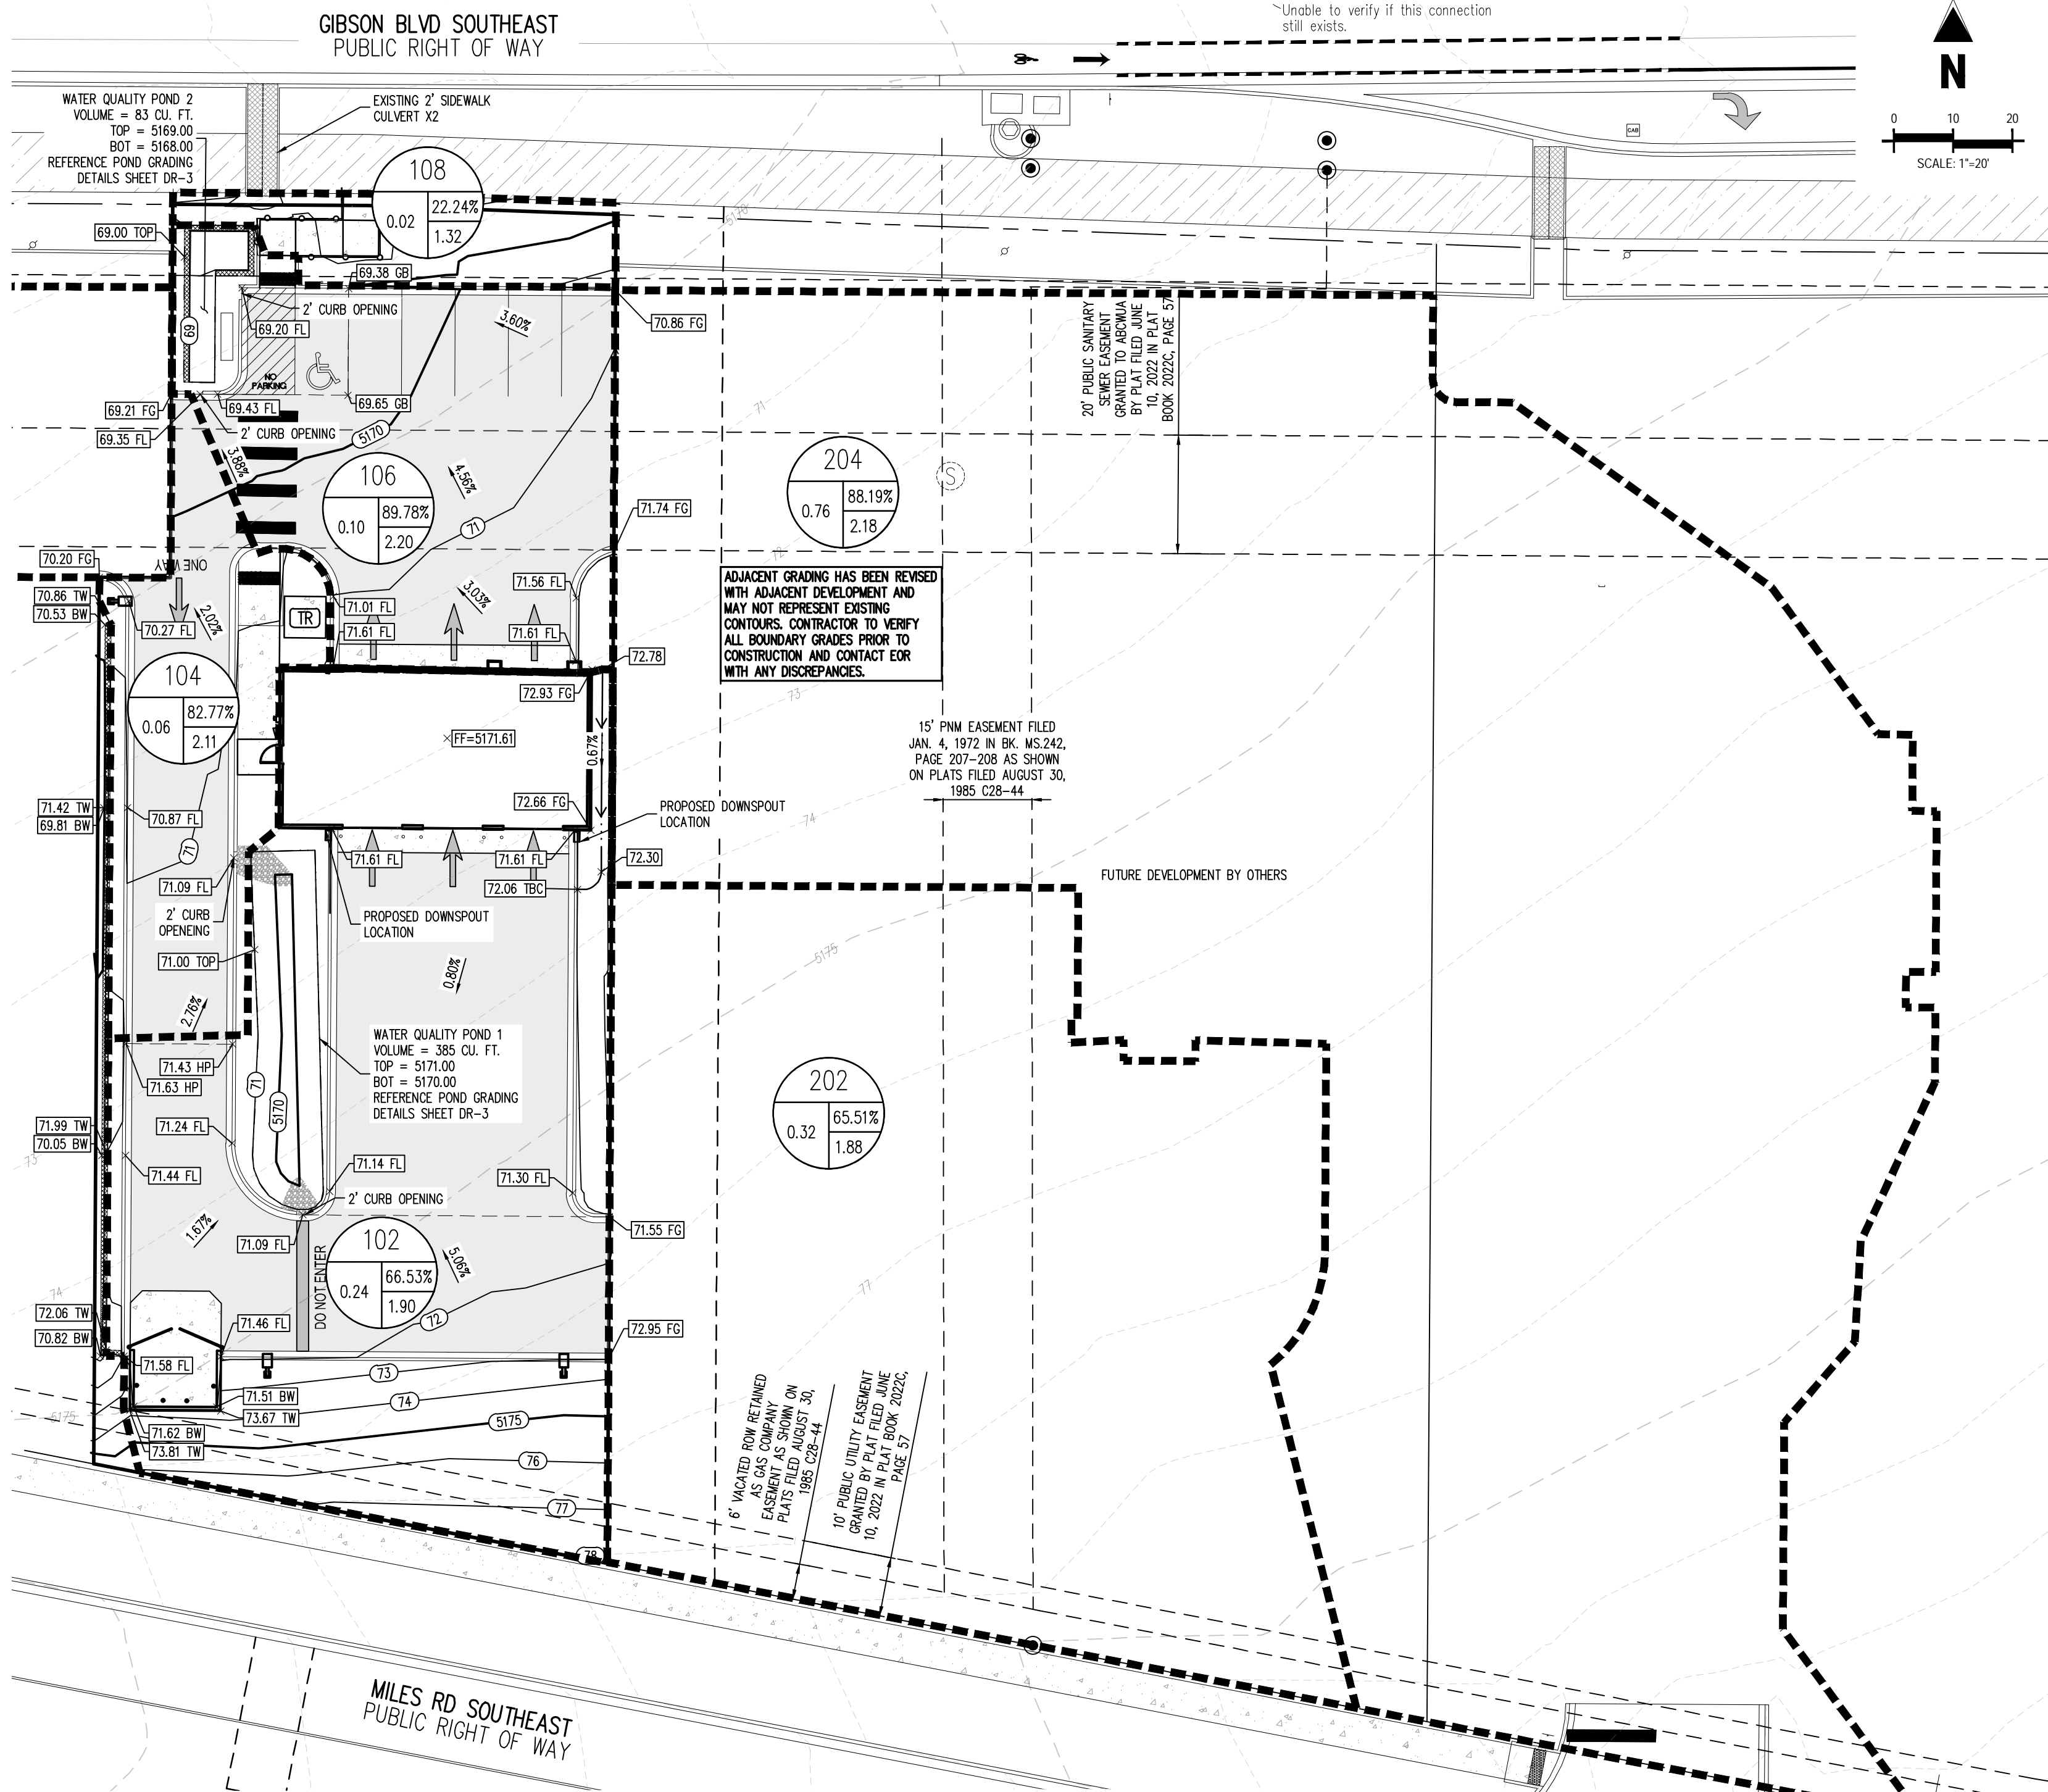 GIBSON BLVD SOUTHEAST
PUBLIC RIGHT OF WAY
Unable to verify if this connection
still exists.
N
0 10 20
SCALE: 1"=20'
WATER QUALITY POND 2
VOLUME = 83 CU. FT.
TOP = 5169.00
BOT = 5168.00
REFERENCE POND GRADING
DETAILS SHEET DR-3
EXISTING 2' SIDEWALK
CULVERT X2
CAB
108
0.02
22.24%
1.32
69.00 TOP
69.38 GB
2' CURB OPENING
69.20 FL
3.60%
70.86 FG
69
NO
PARKING
69.21 FG
69.43 FL
69.65 GB
69.35 FL
2' CURB OPENING
5170
3.88%
5170
71
20' PUBLIC SANITARY
SEWER EASEMENT
GRANTED TO ABCWUA
BY PLAT FILED JUNE
10, 2022 IN PLAT
BOOK 2022C, PAGE 57
106
0.10
89.78%
2.20
4.56%
71
71.74 FG
204
0.76
88.19%
2.18
S
72
70.20 FG
ONE WAY
70.86 TW
70.53 BW
70.27 FL
2.02%
TR
71.01 FL
71.61 FL
3.03%
71.56 FL
71.61 FL
72.78
ADJACENT GRADING HAS BEEN REVISED
WITH ADJACENT DEVELOPMENT AND
MAY NOT REPRESENT EXISTING
CONTOURS. CONTRACTOR TO VERIFY
ALL BOUNDARY GRADES PRIOR TO
CONSTRUCTION AND CONTACT EOR
WITH ANY DISCREPANCIES.
73
104
0.06
82.77%
2.11
72.93 FG
FF=5171.61
0.67%
15' PNM EASEMENT FILED
JAN. 4, 1972 IN BK. MS.242,
PAGE 207-208 AS SHOWN
ON PLATS FILED AUGUST 30,
1985 C28-44
71.42 TW
69.81 BW
70.87 FL
72.66 FG
PROPOSED DOWNSPOUT
LOCATION
74
71
71.61 FL
71.61 FL
72.30
71.09 FL
72.06 TBC
FUTURE DEVELOPMENT BY OTHERS
2' CURB
OPENEING
PROPOSED DOWNSPOUT
LOCATION
71.00 TOP
0.80%
5175
2.76%
WATER QUALITY POND 1
VOLUME = 385 CU. FT.
TOP = 5171.00
BOT = 5170.00
REFERENCE POND GRADING
DETAILS SHEET DR-3
71.43 HP
71.63 HP
71
5170
202
0.32
65.51%
1.88
71.99 TW
70.05 BW
71.24 FL
73
71.44 FL
71.14 FL
71.30 FL
2' CURB OPENING
1.67%
71.09 FL
71.55 FG
102
0.24
66.53%
1.90
5.06%
DO NOT ENTER
77
74
72.06 TW
70.82 BW
71.46 FL
72
72.95 FG
71.58 FL
73
71.51 BW
74
73.67 TW
5175
5175
71.62 BW
73.81 TW
76
77
78
6' VACATED ROW RETAINED
AS GAS COMPANY
EASEMENT AS SHOWN ON
PLATS FILED AUGUST 30,
1985 C28-44
10' PUBLIC UTILITY EASEMENT
GRANTED BY PLAT FILED JUNE
10, 2022 IN PLAT BOOK 2022C,
PAGE 57
MILES RD SOUTHEAST
PUBLIC RIGHT OF WAY